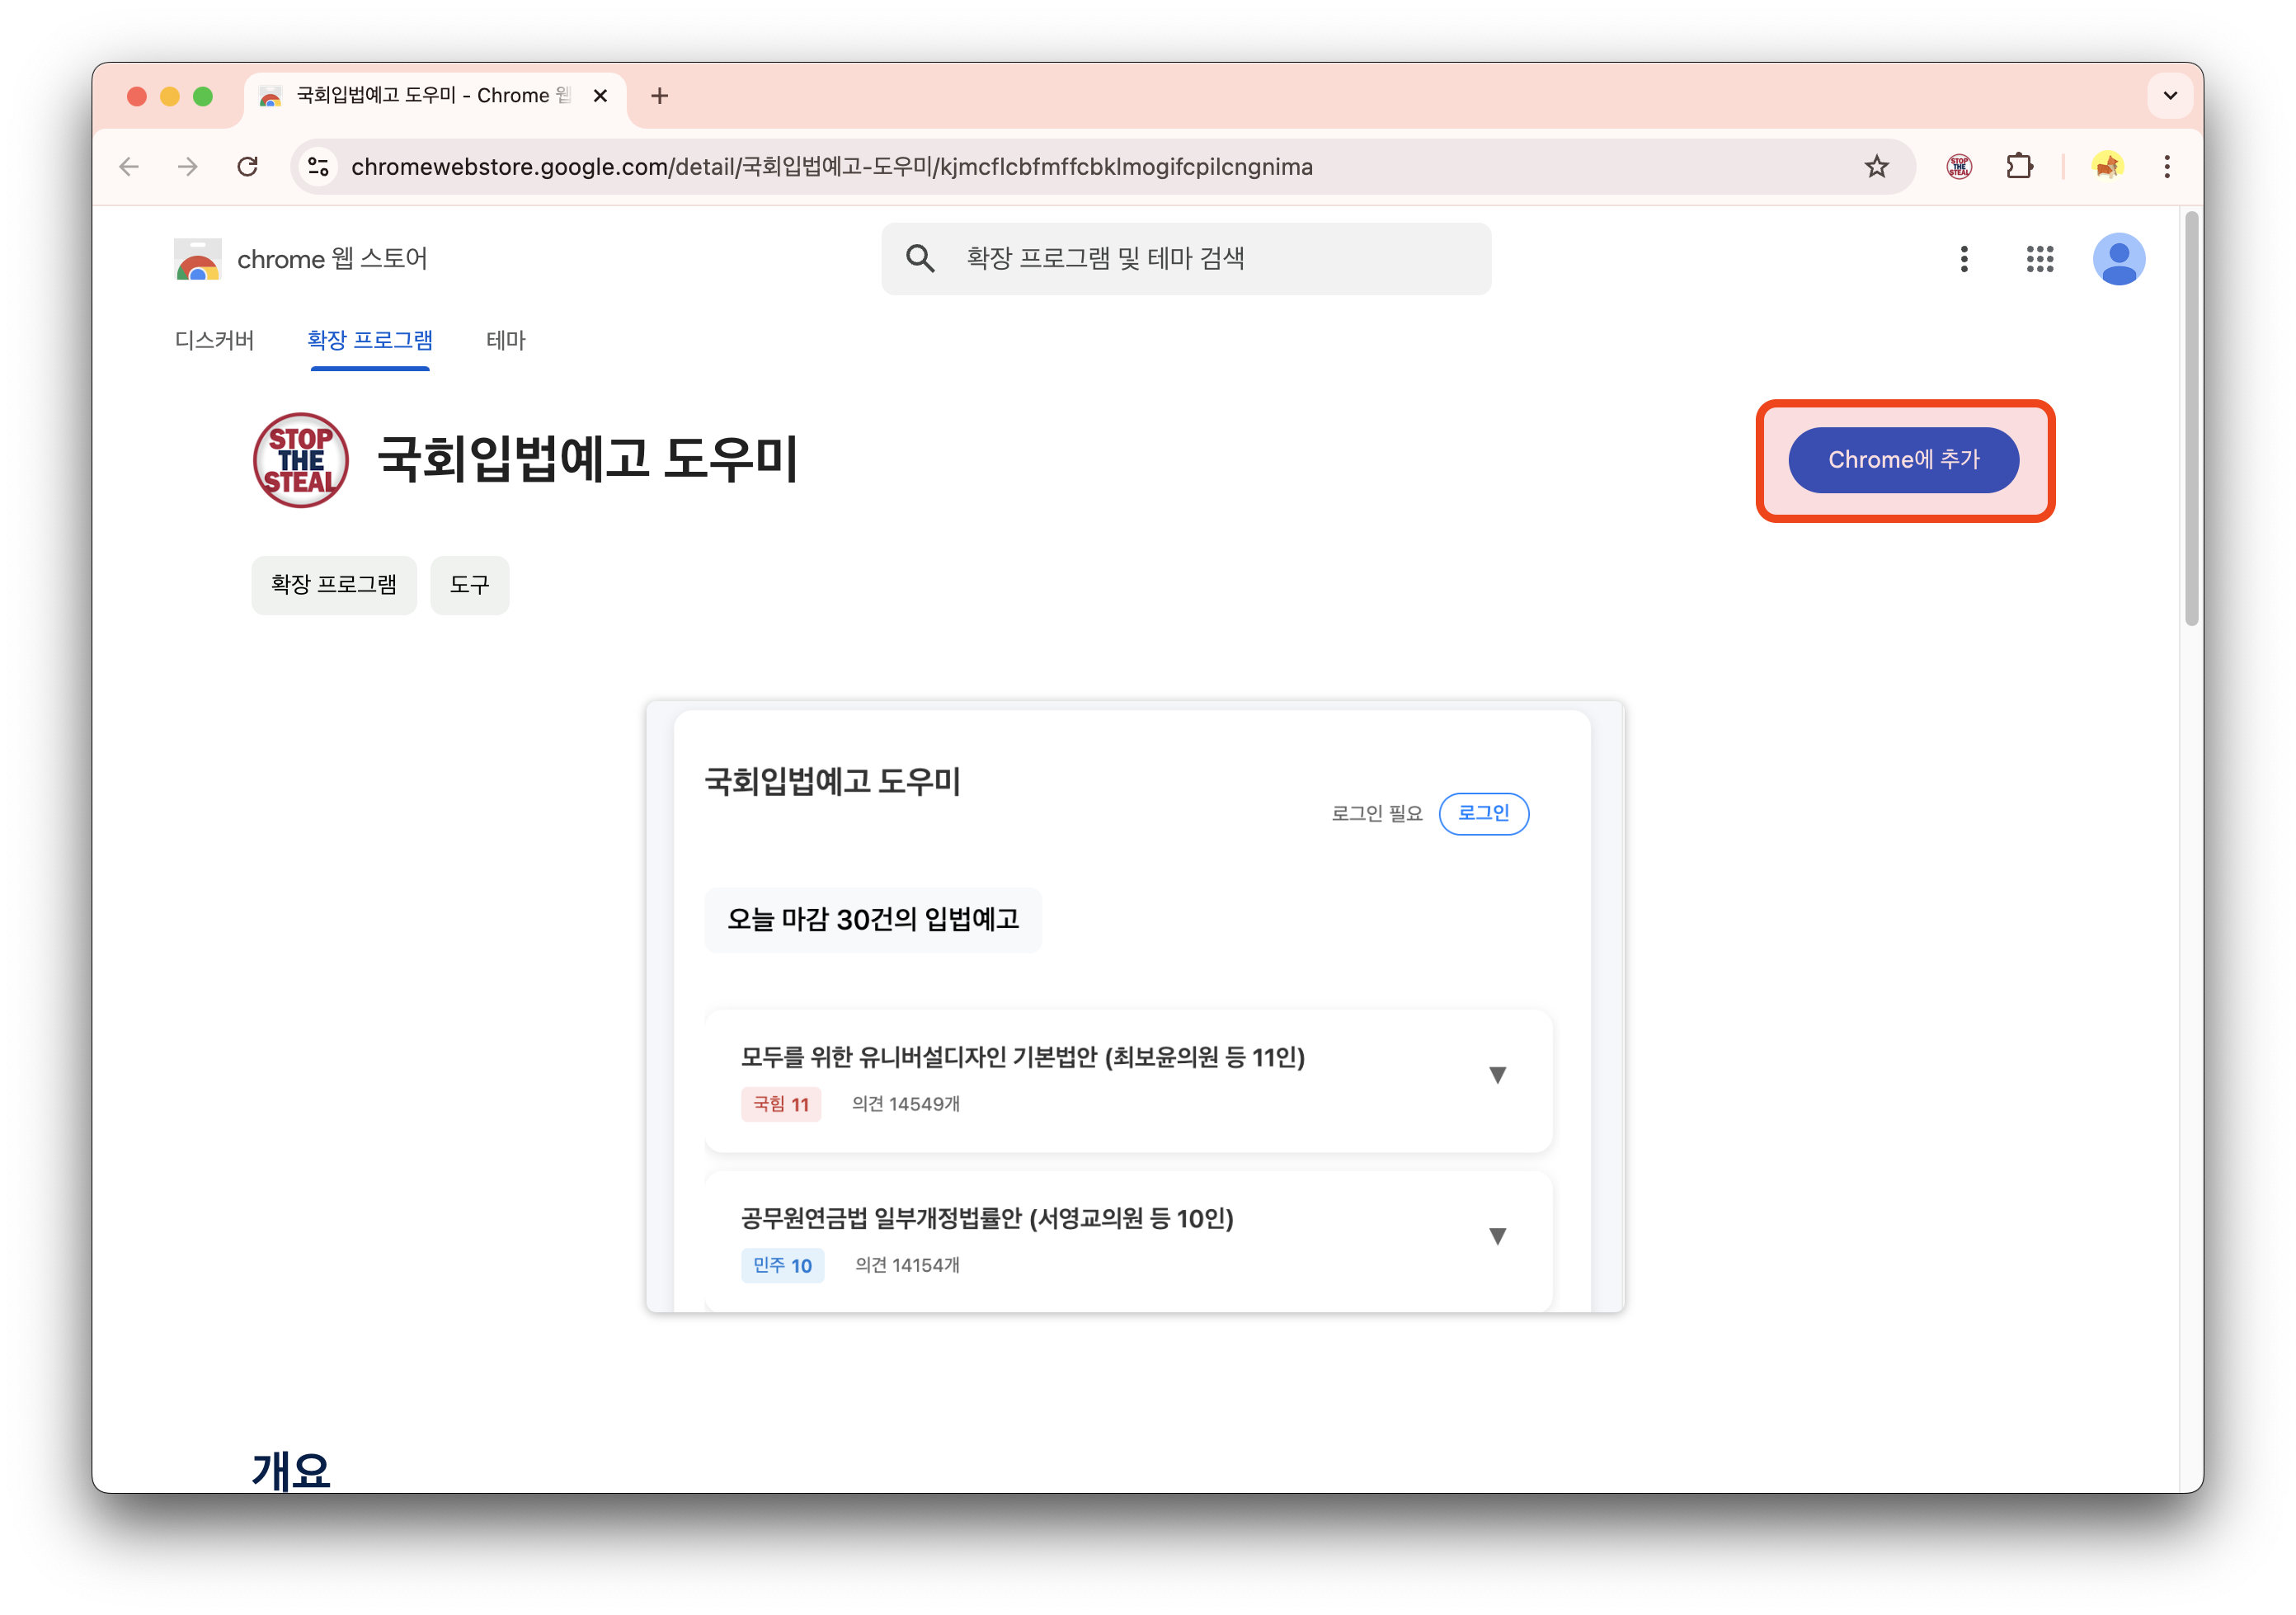 국회입법예고 도우미 - Chrome 웹
chromewebstore.google.com/detail/국회입법예고-도우미/kjmcflcbfmffcbklmogifcpilcngnima
STOP THE STEAL
chrome 웹 스토어
확장 프로그램 및 테마 검색
디스커버
확장 프로그램
테마
STOP
THE
STEAL
국회입법예고 도우미
Chrome에 추가
확장 프로그램
도구
국회입법예고 도우미
로그인 필요
로그인
오늘 마감 30건의 입법예고
모두를 위한 유니버설디자인 기본법안 (최보윤의원 등 11인)
국힘 11
의견 14549개
공무원연금법 일부개정법률안 (서영교의원 등 10인)
민주 10
의견 14154개
개요